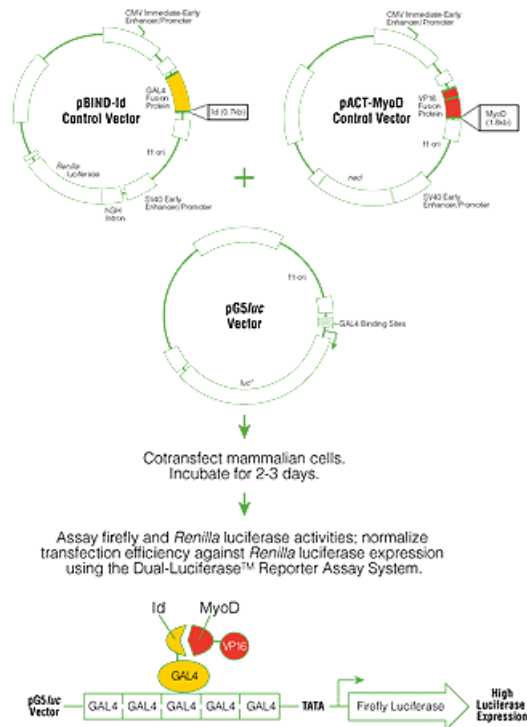 CMV Immediate-Early
Enhancer/Promoter
pBIND-Id
Control Vector
GAL4
Fusion
Protein
Id (0.7kb)
f1 ori
Renilla
luciferase
hGH
Intron
SV40 Early
Enhancer/Promoter
+
CMV Immediate-Early
Enhancer/Promoter
pACT-MyoD
Control Vector
VP16
Fusion
Protein
MyoD
(1.8kb)
f1 ori
neo^r
SV40 Early
Enhancer/Promoter
f1 ori
pG5luc
Vector
GAL4 Binding Sites
luc+
Cotransfect mammalian cells.
Incubate for 2-3 days.
Assay firefly and Renilla luciferase activities; normalize
transfection efficiency against Renilla luciferase expression
using the Dual-Luciferase™ Reporter Assay System.
Id MyoD
VP16
GAL4
pG5luc
Vector
GAL4 GAL4 GAL4 GAL4 GAL4
TATA
Firefly Luciferase
High
Luciferase
Expression